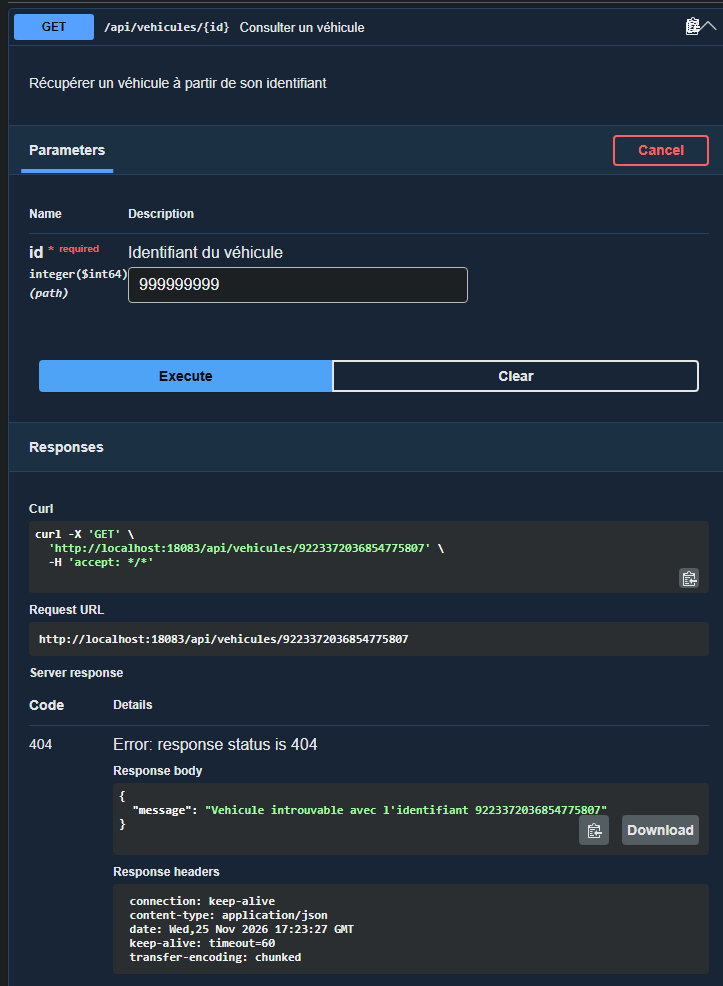 GET /api/vehicules/{id} Consulter un véhicule
Récupérer un véhicule à partir de son identifiant
Parameters
Cancel
Name Description
id * required
integer($int64)
(path)
Identifiant du véhicule
999999999
Execute Clear
Responses
Curl
curl -X 'GET' \
'http://localhost:18083/api/vehicules/9223372036854775807' \
-H 'accept: */*'
Request URL
http://localhost:18083/api/vehicules/9223372036854775807
Server response
Code Details
404 Error: response status is 404
Response body
{
"message": "Vehicule introuvable avec l'identifiant 9223372036854775807"
}
Download
Response headers
connection: keep-alive
content-type: application/json
date: Wed,25 Nov 2026 17:23:27 GMT
keep-alive: timeout=60
transfer-encoding: chunked